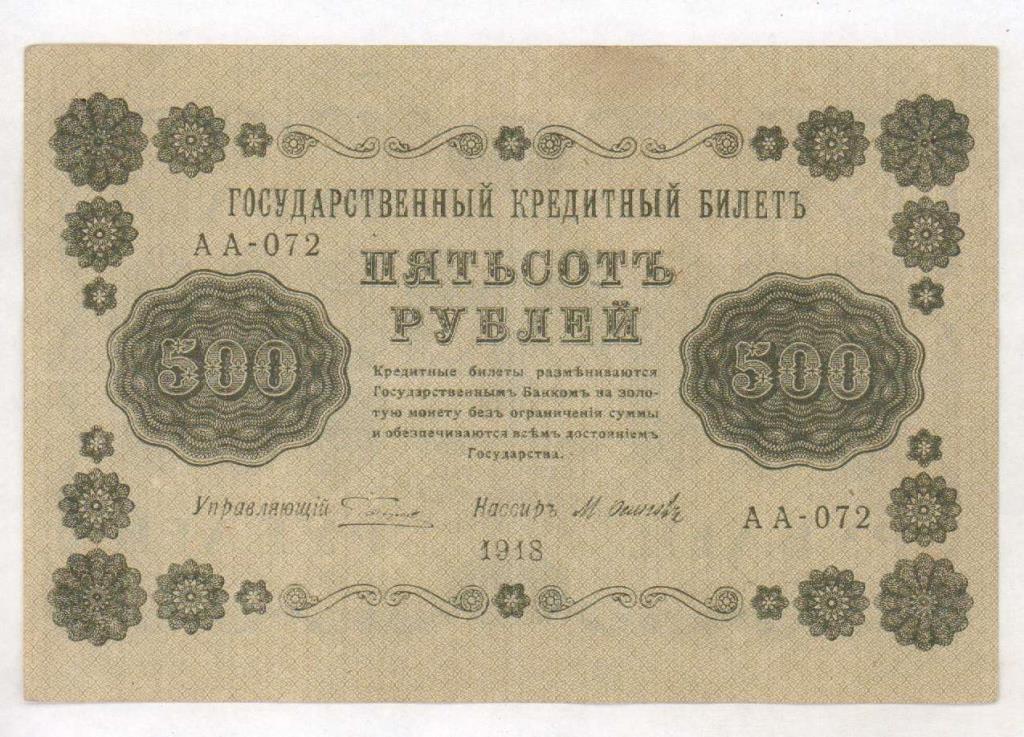 ГОСУДАРСТВЕННЫЙ КРЕДИТНЫЙ БИЛЕТЪ
АА-072
ПЯТЬСОТЪ
РУБЛЕЙ
500
500
Кредитные билеты размѣниваются
Государственнымъ Банкомъ на золо-
тую монету безъ ограниченія суммы
и обезпечиваются всѣмъ достояніемъ
Государства.
Управляющій
Кассиръ М.
АА-072
1918